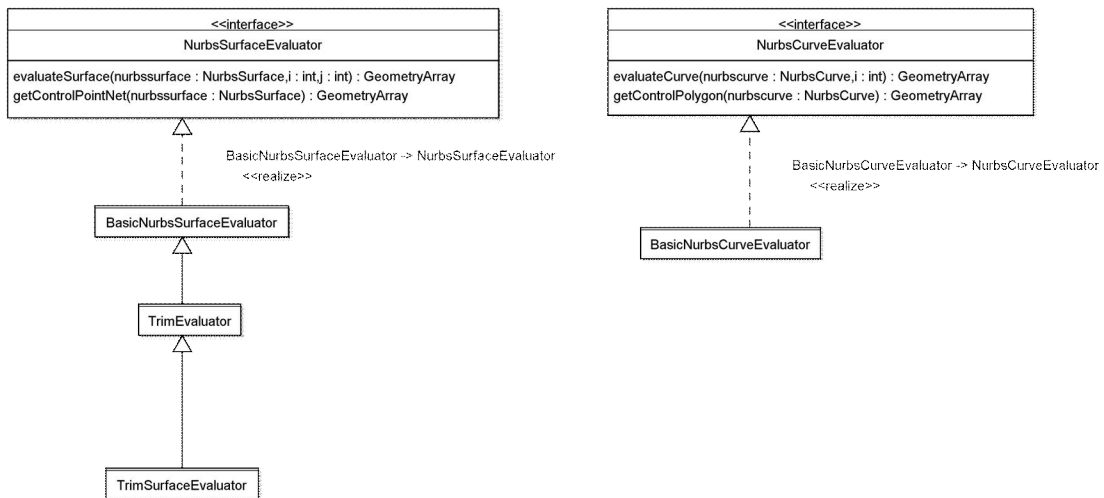 <<interface>>
NurbsSurfaceEvaluator
evaluateSurface(nurbssurface : NurbsSurface,i : int,j : int) : GeometryArray
getControlPointNet(nurbssurface : NurbsSurface) : GeometryArray
BasicNurbsSurfaceEvaluator -> NurbsSurfaceEvaluator
<<realize>>
BasicNurbsSurfaceEvaluator
TrimEvaluator
TrimSurfaceEvaluator
<<interface>>
NurbsCurveEvaluator
evaluateCurve(nurbscurve : NurbsCurve,i : int) : GeometryArray
getControlPolygon(nurbscurve : NurbsCurve) : GeometryArray
BasicNurbsCurveEvaluator -> NurbsCurveEvaluator
<<realize>>
BasicNurbsCurveEvaluator